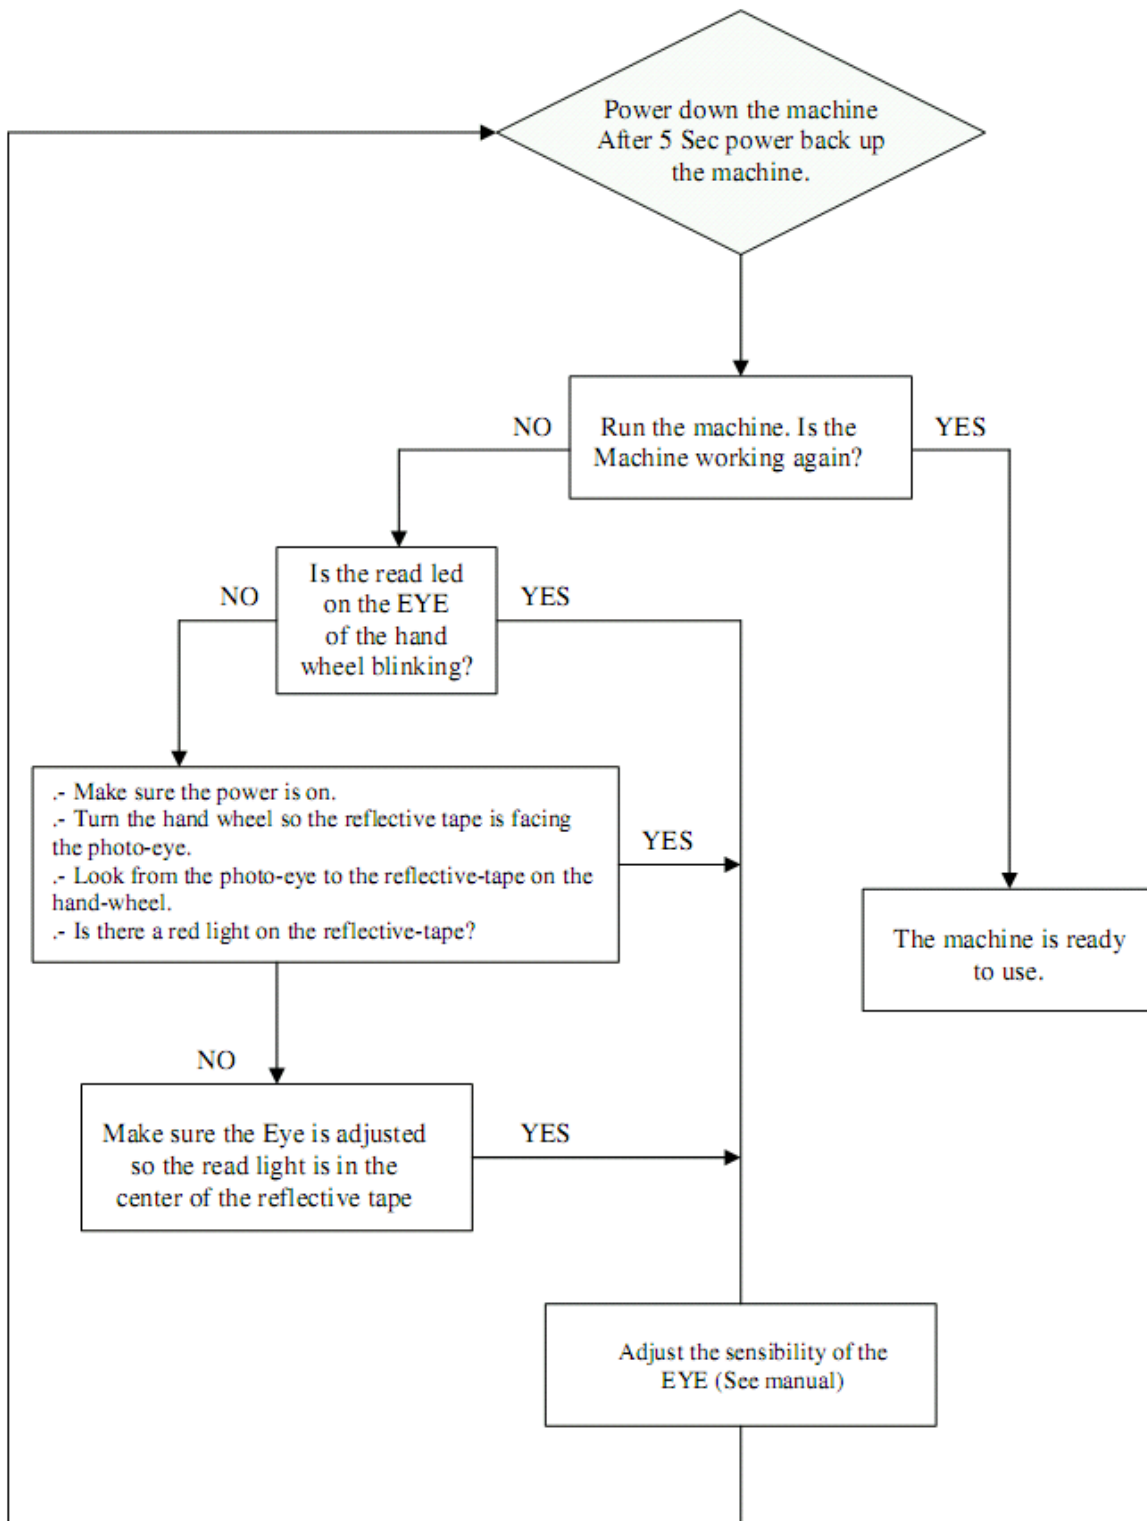 Power down the machine
After 5 Sec power back up
the machine.
NO
Run the machine. Is the
Machine working again?
YES
NO
Is the read led
on the EYE
of the hand
wheel blinking?
YES
.- Make sure the power is on.
.- Turn the hand wheel so the reflective tape is facing
the photo-eye.
.- Look from the photo-eye to the reflective-tape on the
hand-wheel.
.- Is there a red light on the reflective-tape?
YES
The machine is ready
to use.
NO
Make sure the Eye is adjusted
so the read light is in the
center of the reflective tape
YES
Adjust the sensibility of the
EYE (See manual)